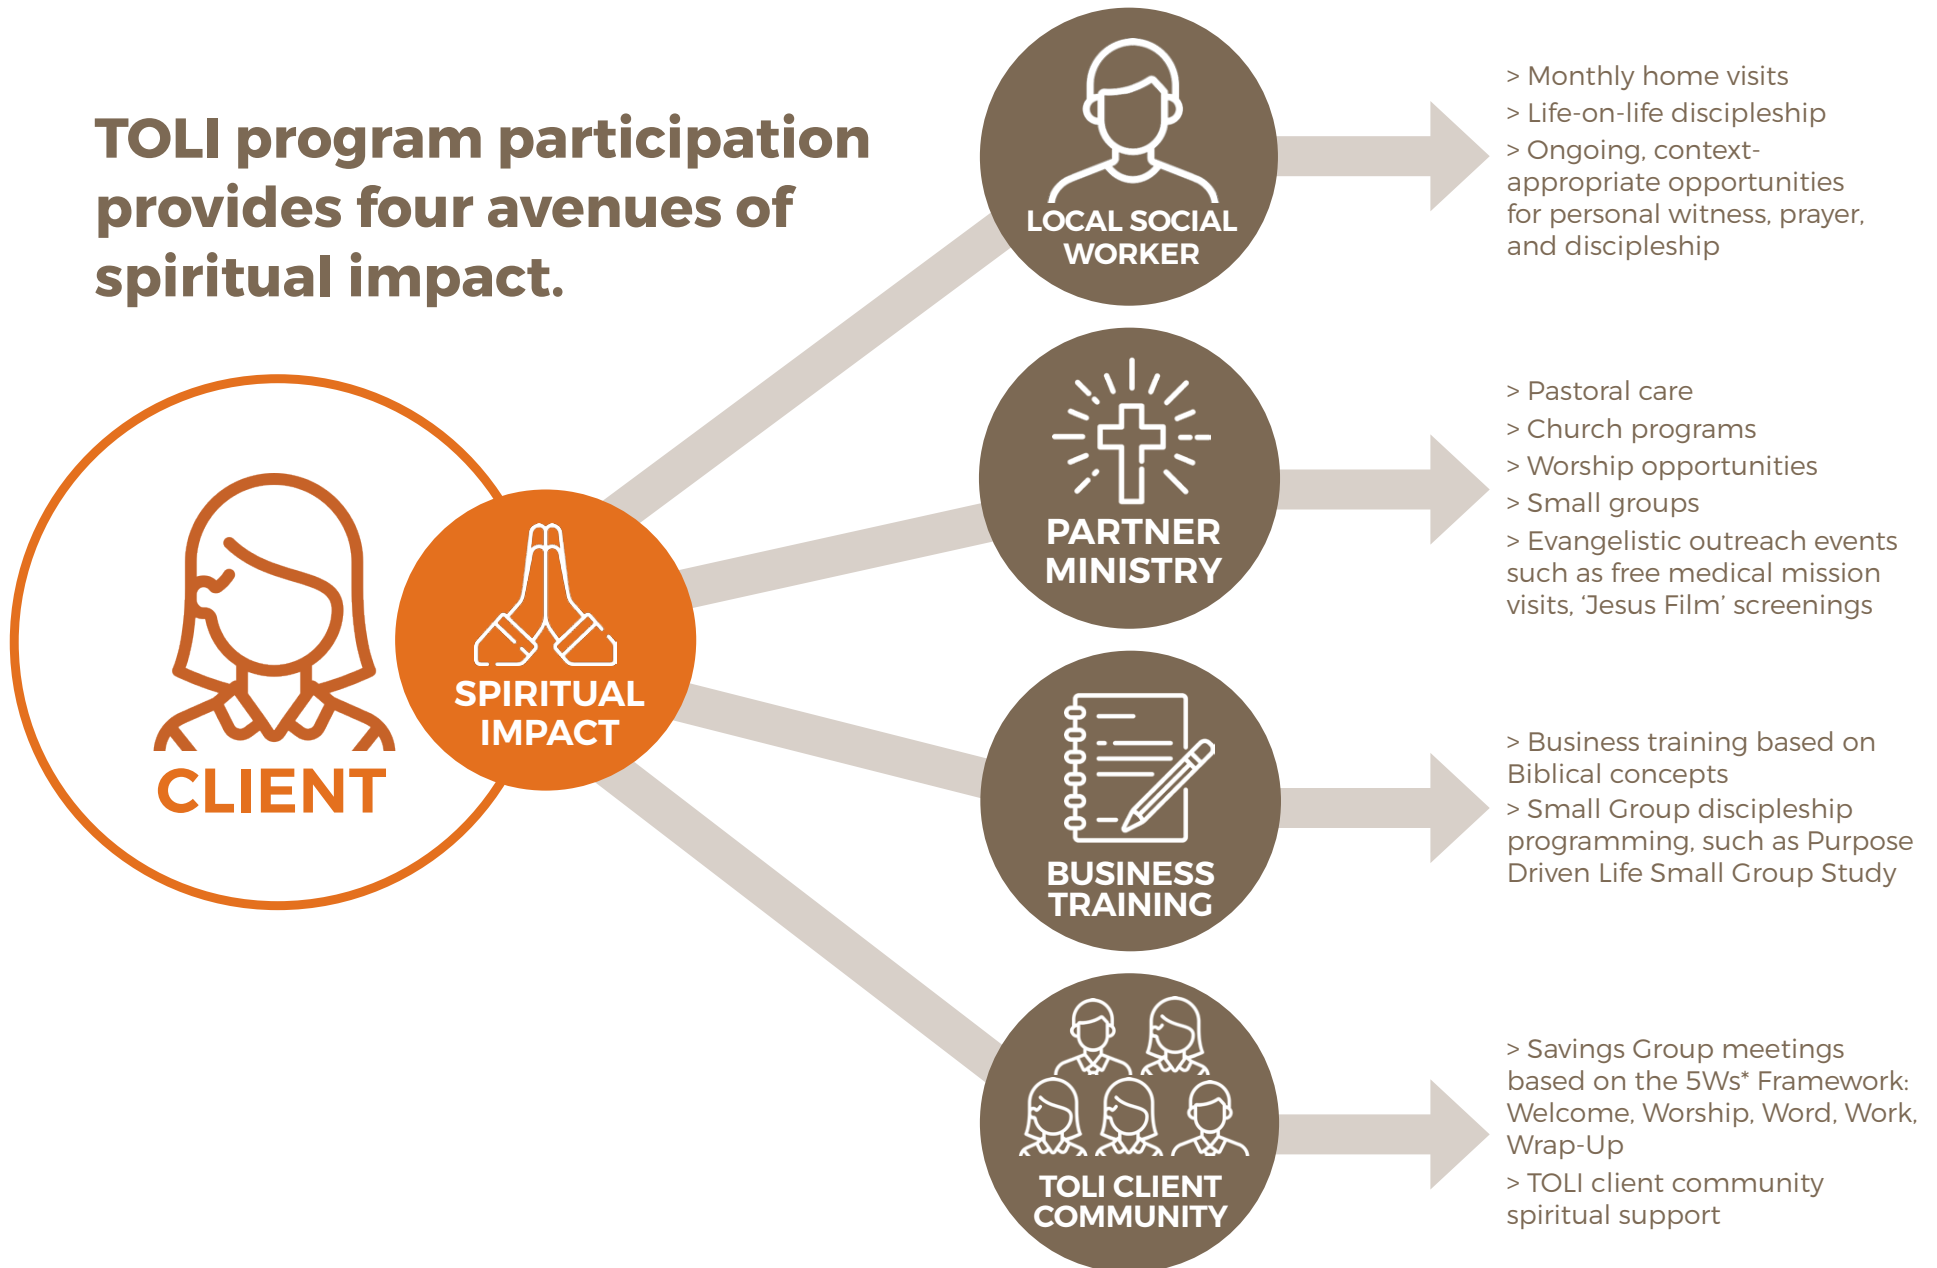 TOLI program participation
provides four avenues of
spiritual impact.
CLIENT
SPIRITUAL
IMPACT
LOCAL SOCIAL
WORKER
> Monthly home visits
> Life-on-life discipleship
> Ongoing, context-
appropriate opportunities
for personal witness, prayer,
and discipleship
PARTNER
MINISTRY
> Pastoral care
> Church programs
> Worship opportunities
> Small groups
> Evangelistic outreach events
such as free medical mission
visits, ‘Jesus Film’ screenings
BUSINESS
TRAINING
> Business training based on
Biblical concepts
> Small Group discipleship
programming, such as Purpose
Driven Life Small Group Study
TOLI CLIENT
COMMUNITY
> Savings Group meetings
based on the 5Ws* Framework:
Welcome, Worship, Word, Work,
Wrap-Up
> TOLI client community
spiritual support